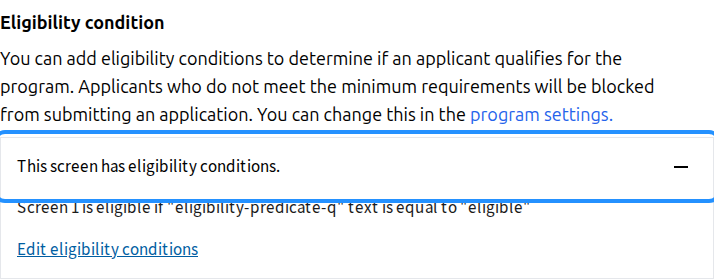 Eligibility condition
You can add eligibility conditions to determine if an applicant qualifies for the
program. Applicants who do not meet the minimum requirements will be blocked
from submitting an application. You can change this in the program settings.
This screen has eligibility conditions.
Screen 1 is eligible if "eligibility-predicate-q" text is equal to "eligible"
Edit eligibility conditions